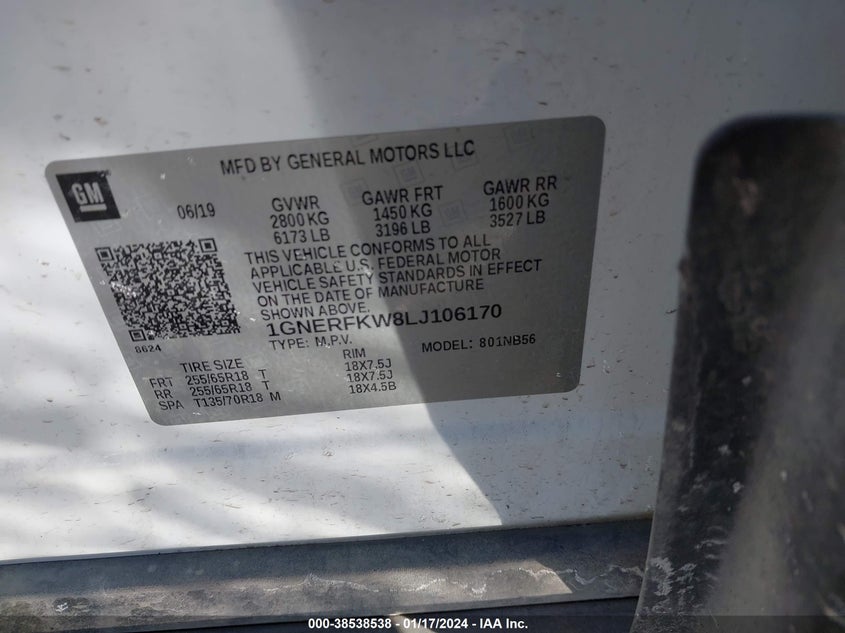 MFD BY GENERAL MOTORS LLC
GM
06/19
GVWR
2800 KG
6173 LB
GAWR FRT
1450 KG
3196 LB
GAWR RR
1600 KG
3527 LB
THIS VEHICLE CONFORMS TO ALL
APPLICABLE U.S. FEDERAL MOTOR
VEHICLE SAFETY STANDARDS IN EFFECT
ON THE DATE OF MANUFACTURE
SHOWN ABOVE.
1GNERFKW8LJ106170
8624
TYPE: M.P.V.
MODEL: 801NB56
TIRE SIZE RIM
FRT 255/65R18 T 18X7.5J
RR 255/65R18 T 18X7.5J
SPA T135/70R18 M 18X4.5B
000-38538538 - 01/17/2024 - IAA Inc.